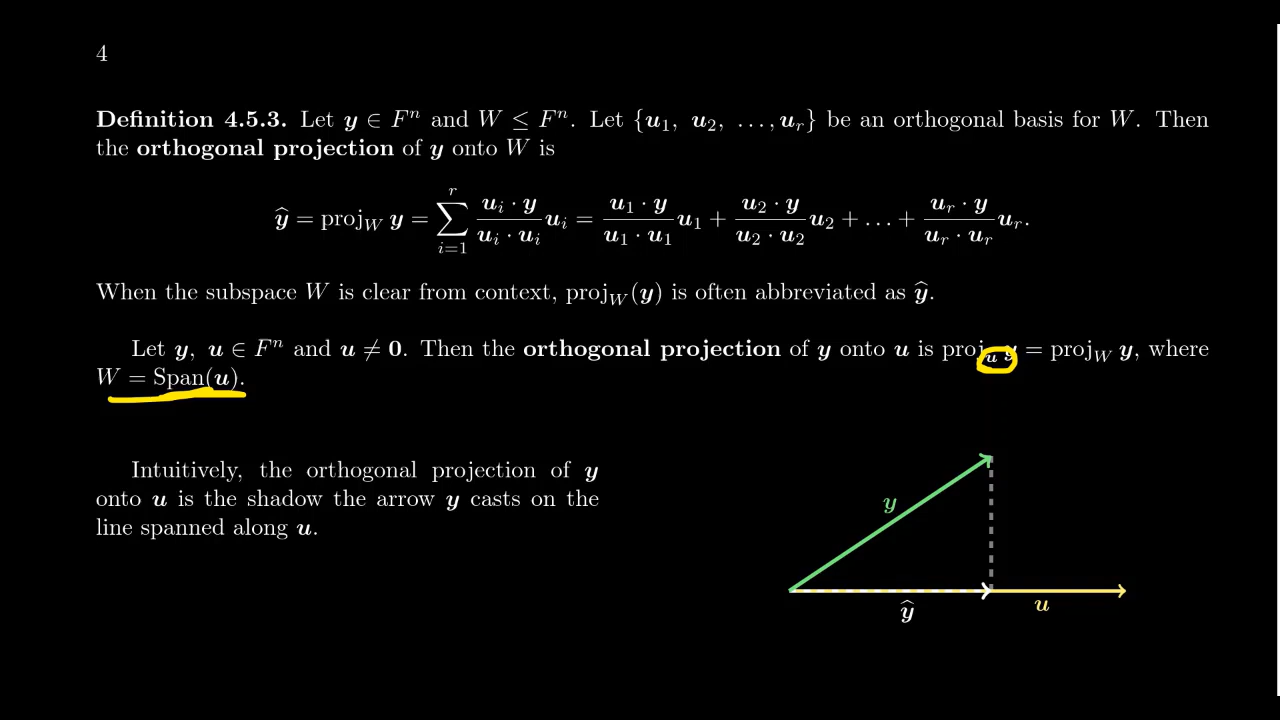 4
Definition 4.5.3. Let y ∈ Fⁿ and W ≤ Fⁿ. Let {u₁, u₂, …, uᵣ} be an orthogonal basis for W. Then
the orthogonal projection of y onto W is
ŷ = proj_W y = ∑_{i=1}^{r} (uᵢ · y)/(uᵢ · uᵢ) uᵢ = (u₁ · y)/(u₁ · u₁) u₁ + (u₂ · y)/(u₂ · u₂) u₂ + … + (uᵣ · y)/(uᵣ · uᵣ) uᵣ.
When the subspace W is clear from context, proj_W(y) is often abbreviated as ŷ.
Let y, u ∈ Fⁿ and u ≠ 0. Then the orthogonal projection of y onto u is proj_u y = proj_W y, where
W = Span(u).
Intuitively, the orthogonal projection of y
onto u is the shadow the arrow y casts on the
line spanned along u.
y
ŷ
u